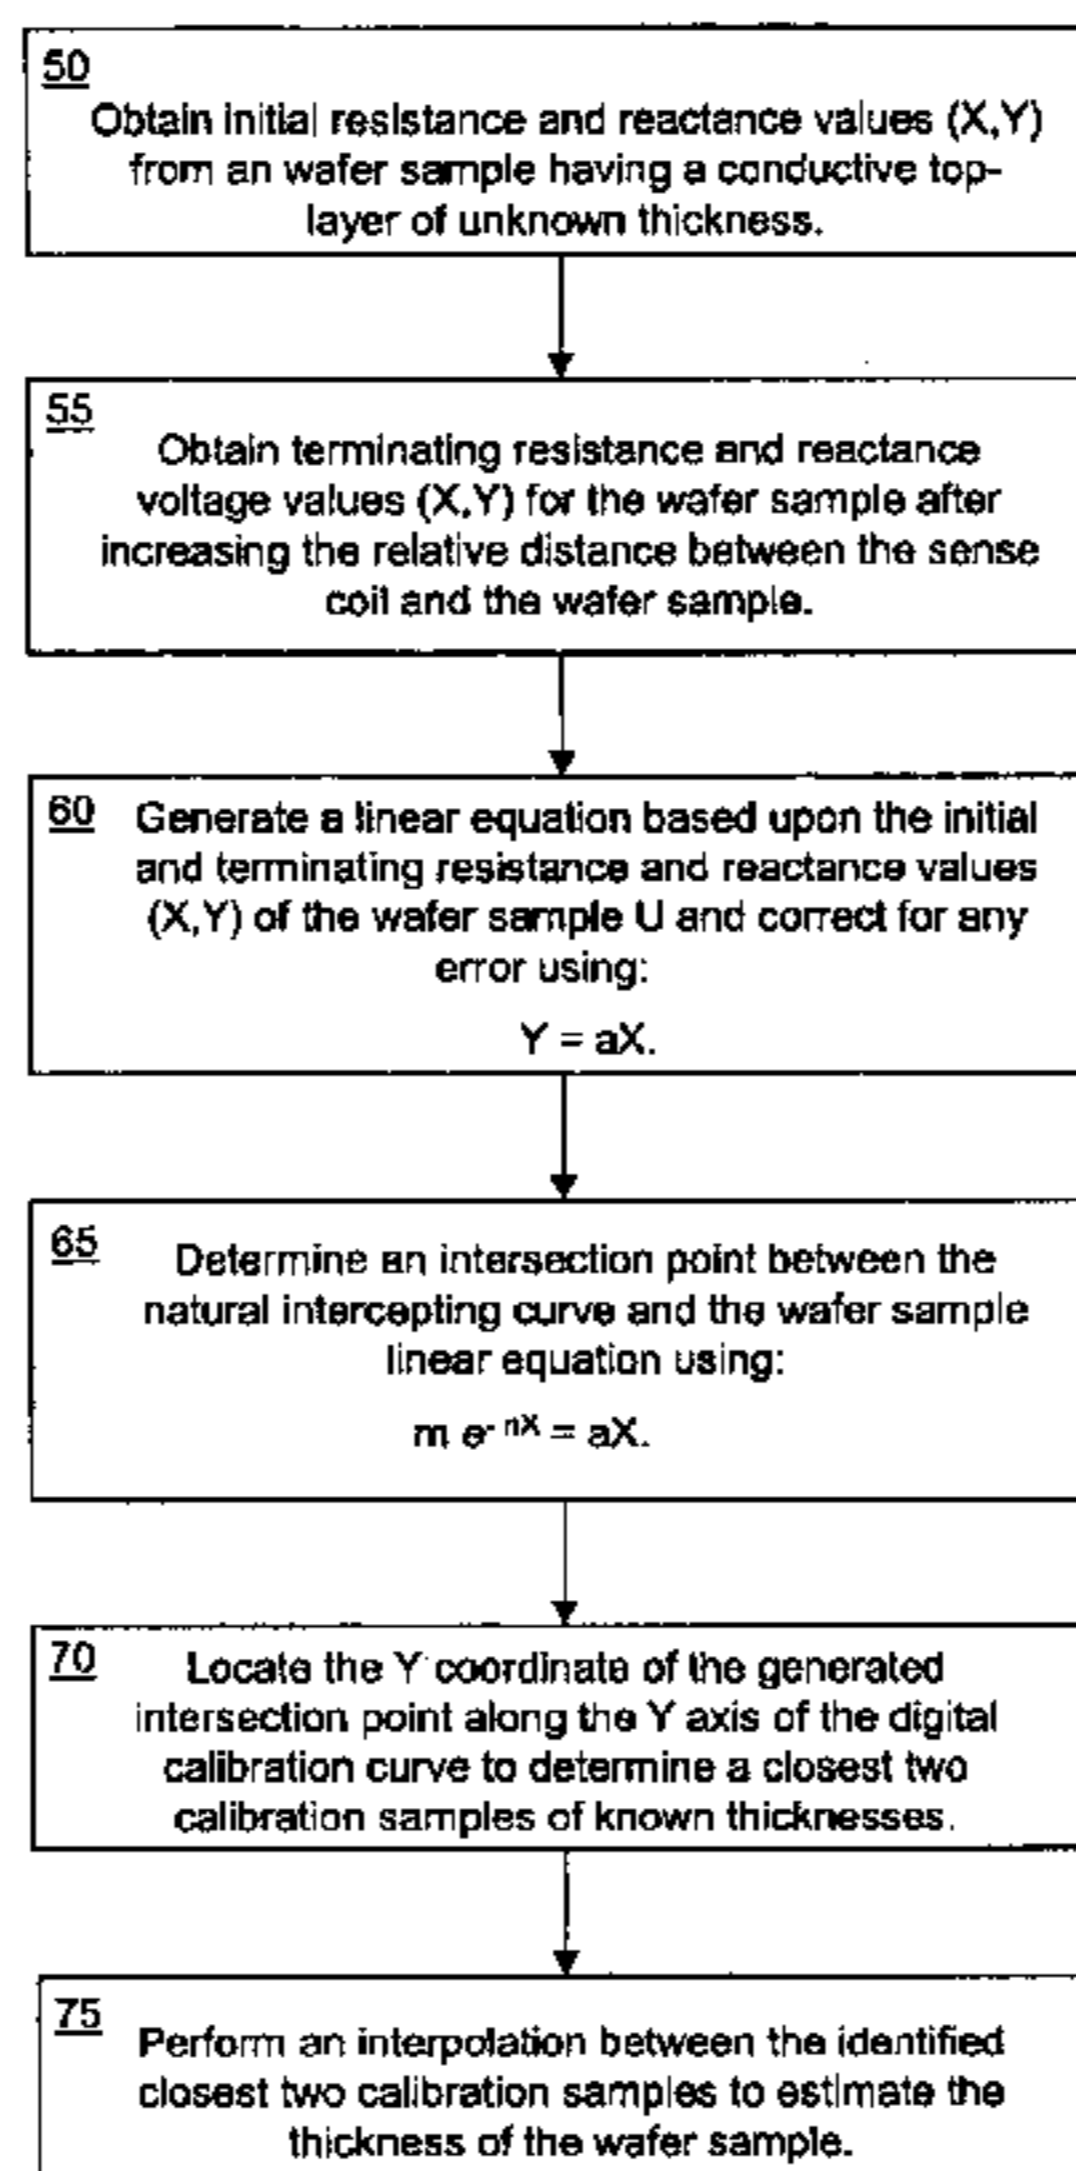 50
Obtain initial resistance and reactance values (X,Y)
from an wafer sample having a conductive top-
layer of unknown thickness.
55
Obtain terminating resistance and reactance
voltage values (X,Y) for the wafer sample after
increasing the relative distance between the sense
coil and the wafer sample.
60 Generate a linear equation based upon the initial
and terminating resistance and reactance values
(X,Y) of the wafer sample U and correct for any
error using:
Y = aX.
65
Determine an intersection point between the
natural intercepting curve and the wafer sample
linear equation using:
m e- nX = aX.
70 Locate the Y coordinate of the generated
intersection point along the Y axis of the digital
calibration curve to determine a closest two
calibration samples of known thicknesses.
75
Perform an interpolation between the identified
closest two calibration samples to estimate the
thickness of the wafer sample.